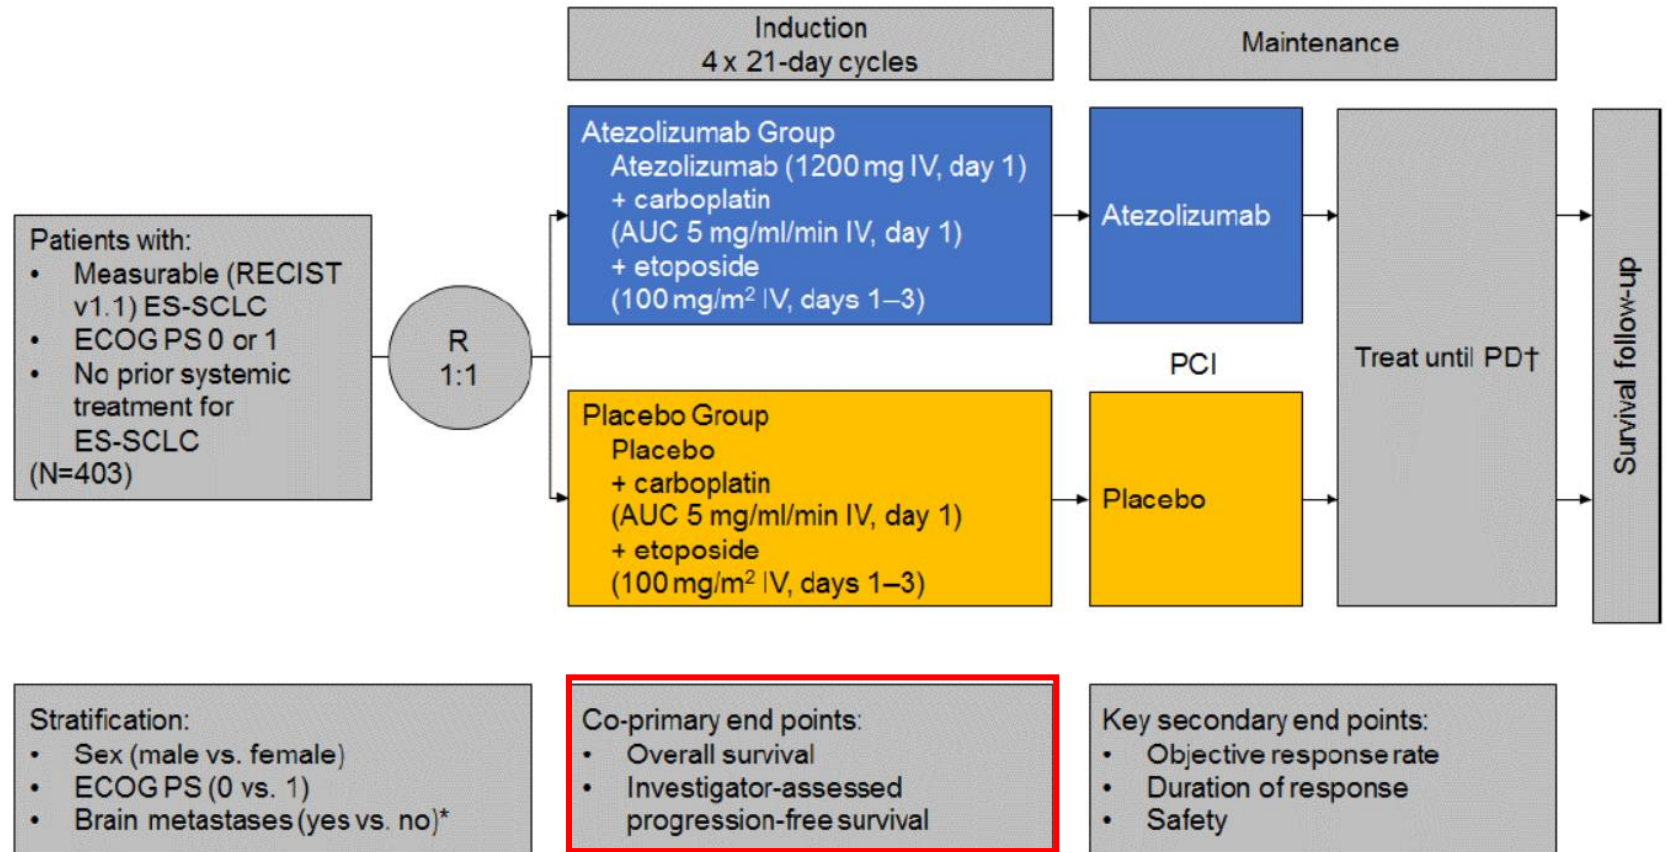 Induction
4 x 21-day cycles
Maintenance
Patients with:
• Measurable (RECIST
v1.1) ES-SCLC
• ECOG PS 0 or 1
• No prior systemic
treatment for
ES-SCLC
(N=403)
R
1:1
Atezolizumab Group
Atezolizumab (1200 mg IV, day 1)
+ carboplatin
(AUC 5 mg/ml/min IV, day 1)
+ etoposide
(100 mg/m² IV, days 1–3)
Atezolizumab
PCI
Placebo Group
Placebo
+ carboplatin
(AUC 5 mg/ml/min IV, day 1)
+ etoposide
(100 mg/m² IV, days 1–3)
Placebo
Treat until PD†
Survival follow-up
Stratification:
• Sex (male vs. female)
• ECOG PS (0 vs. 1)
• Brain metastases (yes vs. no)*
Co-primary end points:
• Overall survival
• Investigator-assessed
progression-free survival
Key secondary end points:
• Objective response rate
• Duration of response
• Safety